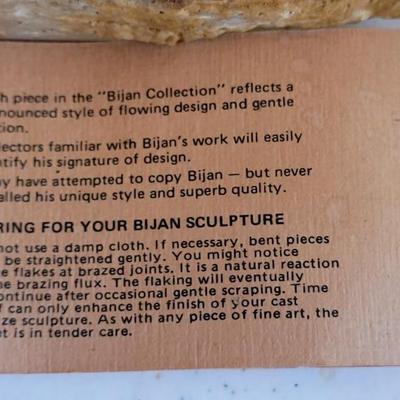 h piece in the "Bijan Collection" reflects a
nounced style of flowing design and gentle
tion.
lectors familiar with Bijan's work will easily
ntify his signature of design.
ny have attempted to copy Bijan — but never
alled his unique style and superb quality.
RING FOR YOUR BIJAN SCULPTURE
not use a damp cloth. If necessary, bent pieces
be straightened gently. You might notice
e flakes at brazed joints. It is a natural reaction
he brazing flux. The flaking will eventually
ontinue after occasional gentle scraping. Time
f can only enhance the finish of your cast
ze sculpture. As with any piece of fine art, the
et is in tender care.